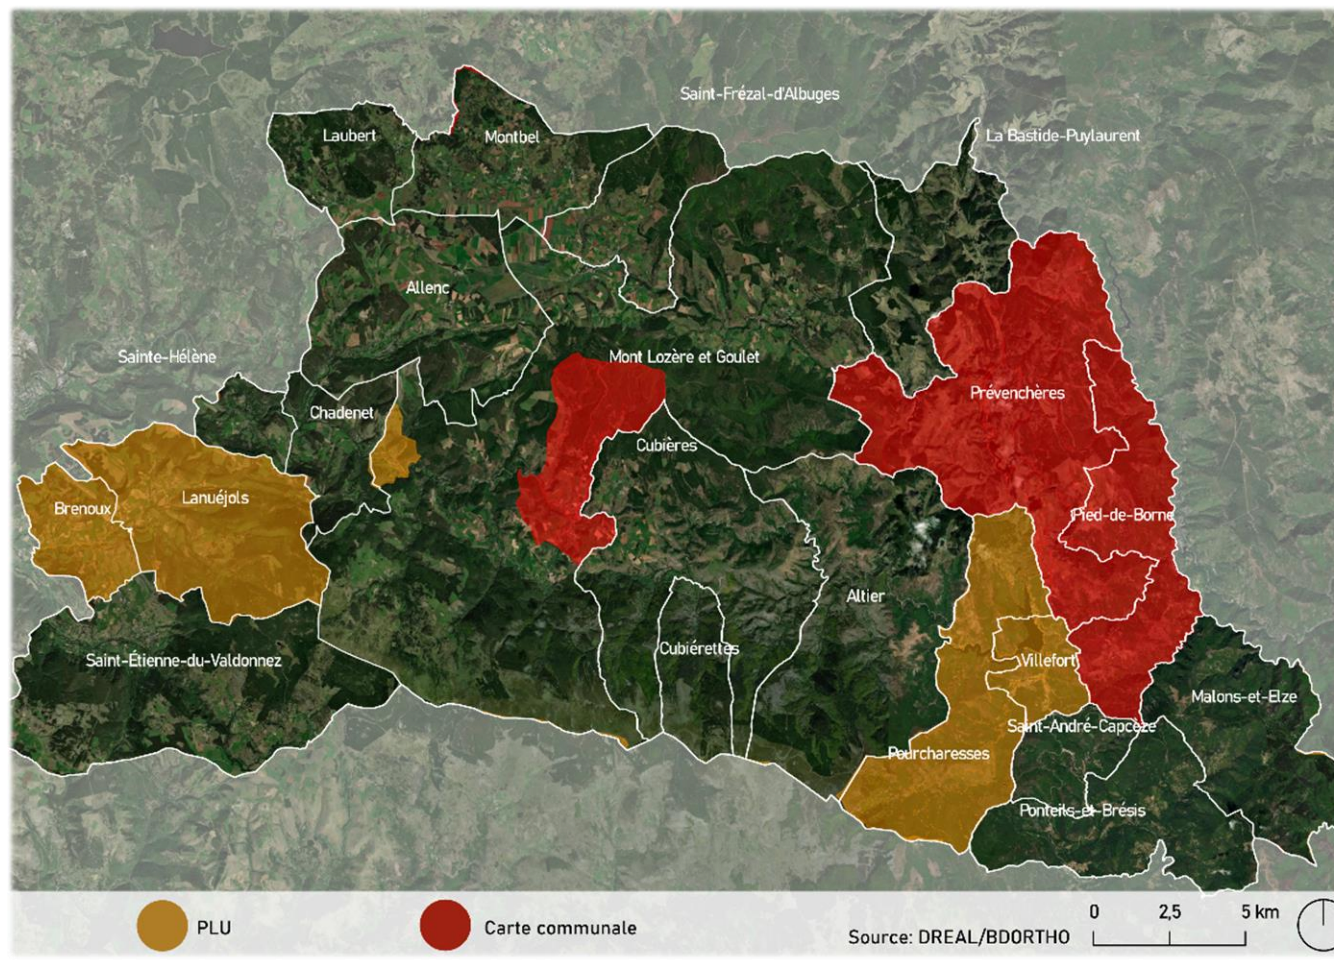 Saint-Frézal-d'Albuges
Laubert
Montbel
La Bastide-Puylaurent
Allenc
Sainte-Hélène
Mont Lozère et Goulet
Chadenet
Prévenchères
Cubières
Lanuéjols
Brenoux
Pied-de-Borne
Altier
Cubiérettes
Saint-Étienne-du-Valdonnez
Villefort
Malons-et-Elze
Saint-André-Capcèze
Pourcharesses
Ponteils-et-Brésis
PLU
Carte communale
Source: DREAL/BDORTHO
0 2,5 5 km